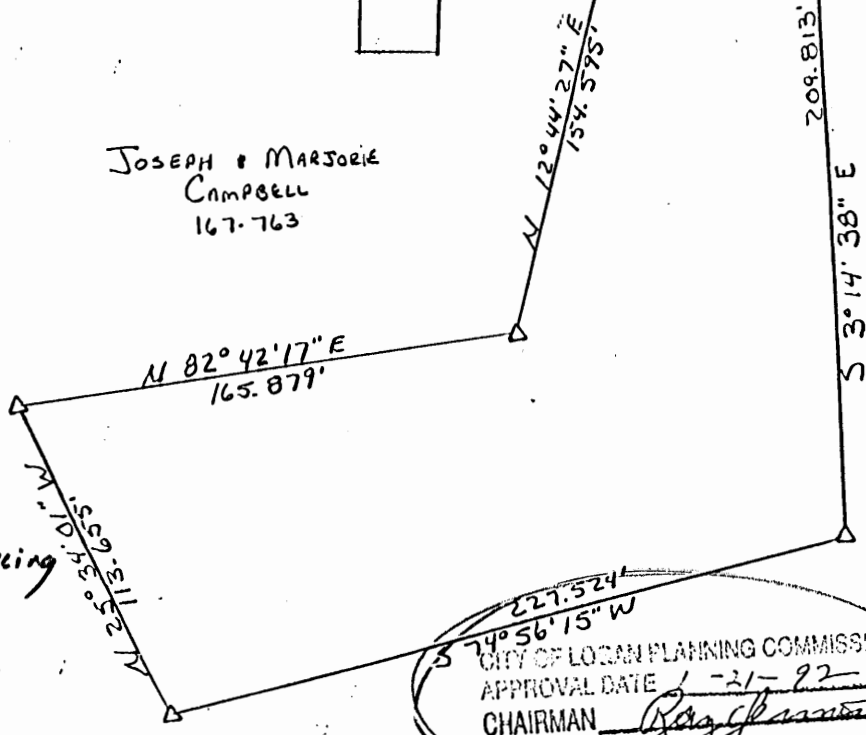 209.813'
N 12° 44' 27" E
154.595'
JOSEPH & MARJORIE
CAMPBELL
167-763
S 3° 14' 38" E
N 82° 42' 17" E
165.879'
N 25° 34' 01" W
113.655'
227.524'
S 74° 56' 15" W
CITY OF LOGAN PLANNING COMMISS
APPROVAL DATE 1-21-92
CHAIRMAN